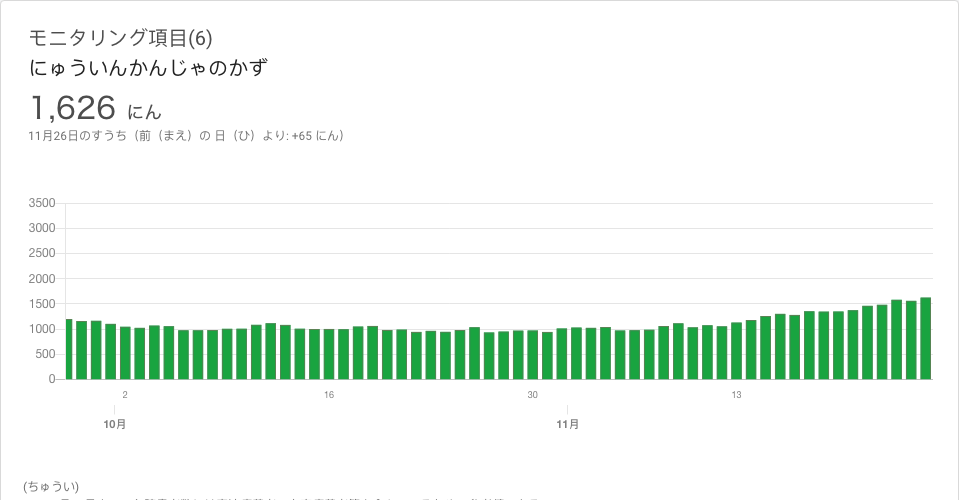 モニタリング項目(6)
にゅういんかんじゃのかず
1,626 にん
11月26日のすうち（前（まえ）の 日（ひ）より: +65 にん）
3500
3000
2500
2000
1500
1000
500
0
2 16 30 13
10月 11月
(ちゅうい)